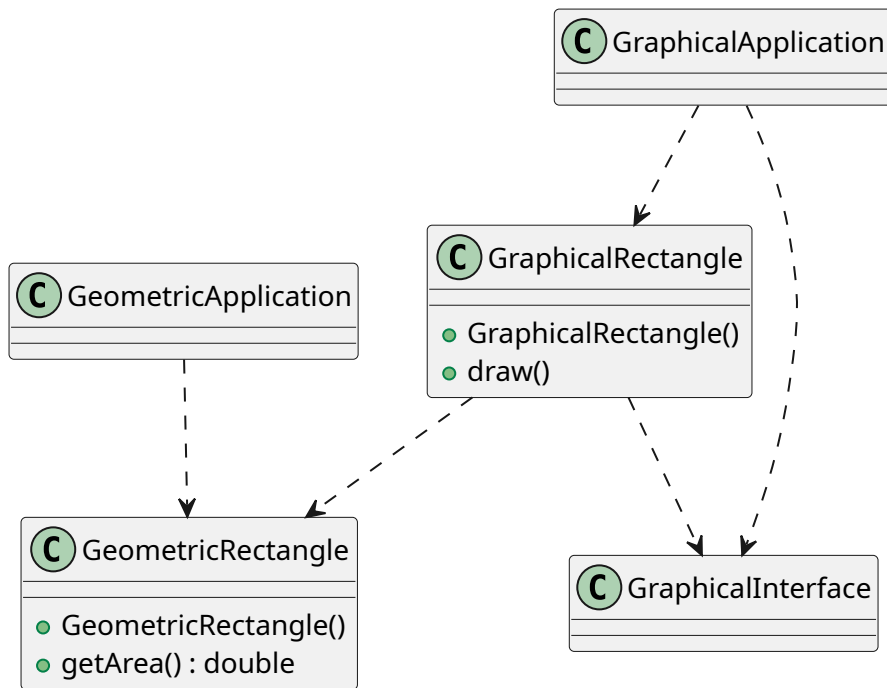 C GraphicalApplication
C GraphicalRectangle
GraphicalRectangle()
draw()
C GeometricApplication
C GeometricRectangle
GeometricRectangle()
getArea() : double
C GraphicalInterface